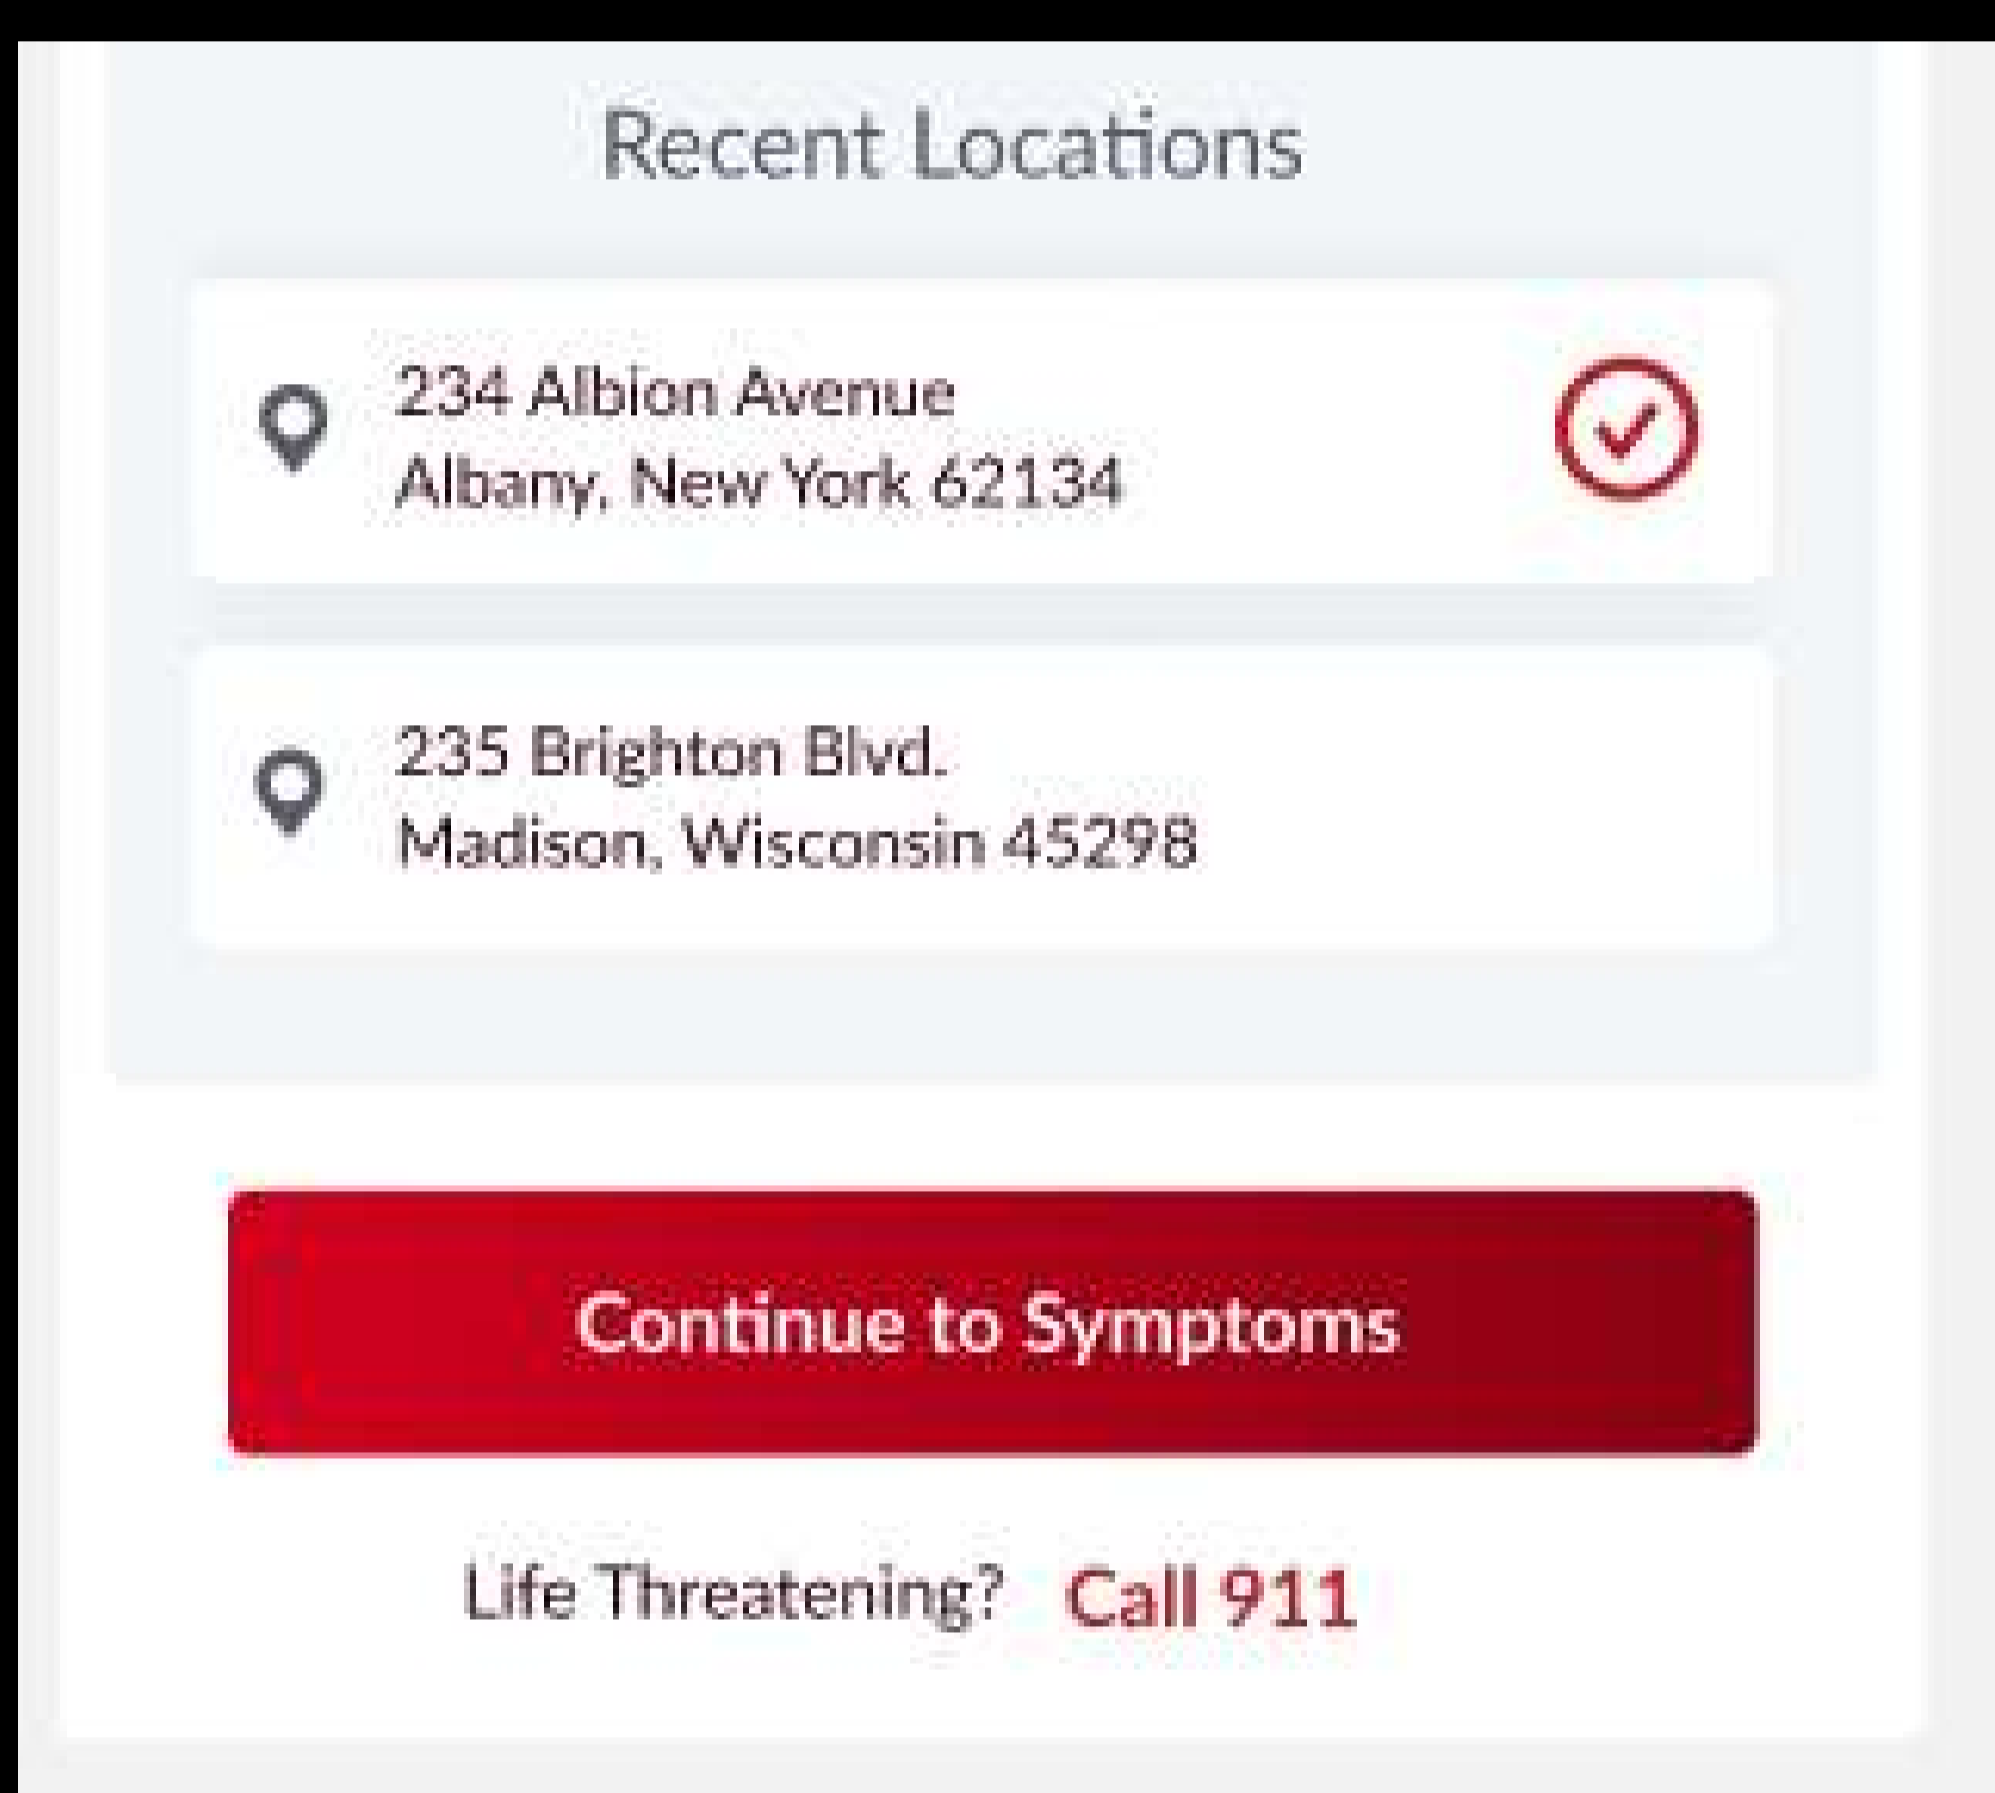 Recent Locations
234 Albion Avenue
Albany, New York 62134
235 Brighton Blvd.
Madison, Wisconsin 45298
Continue to Symptoms
Life Threatening? Call 911